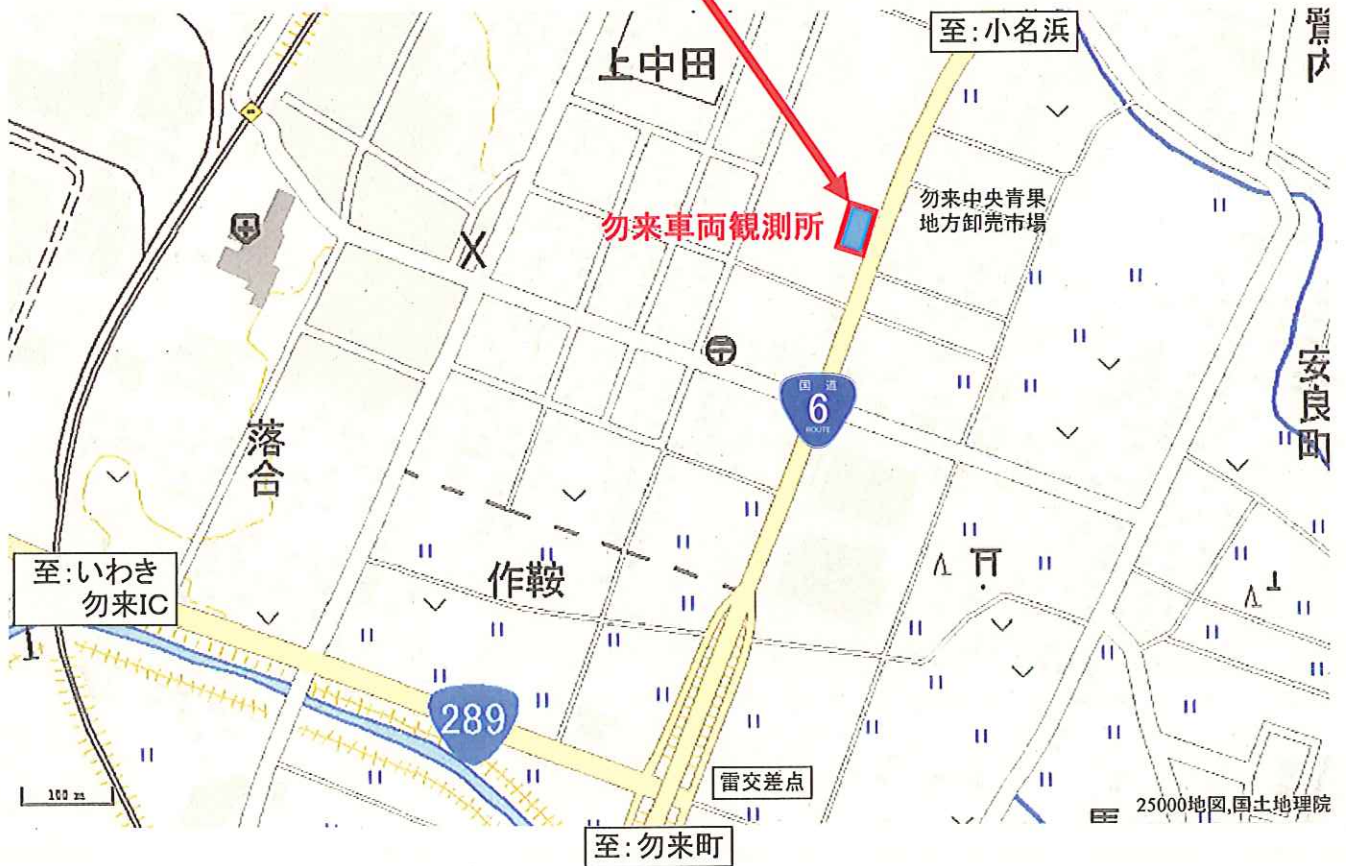 至:小名浜
鷺内
上中田
勿来中央青果
地方卸売市場
勿来車両観測所
国道
6
ROUTE
安良町
落合
作鞍
至:いわき
勿来IC
289
雷交差点
100 m
25000地図,国土地理院
至:勿来町